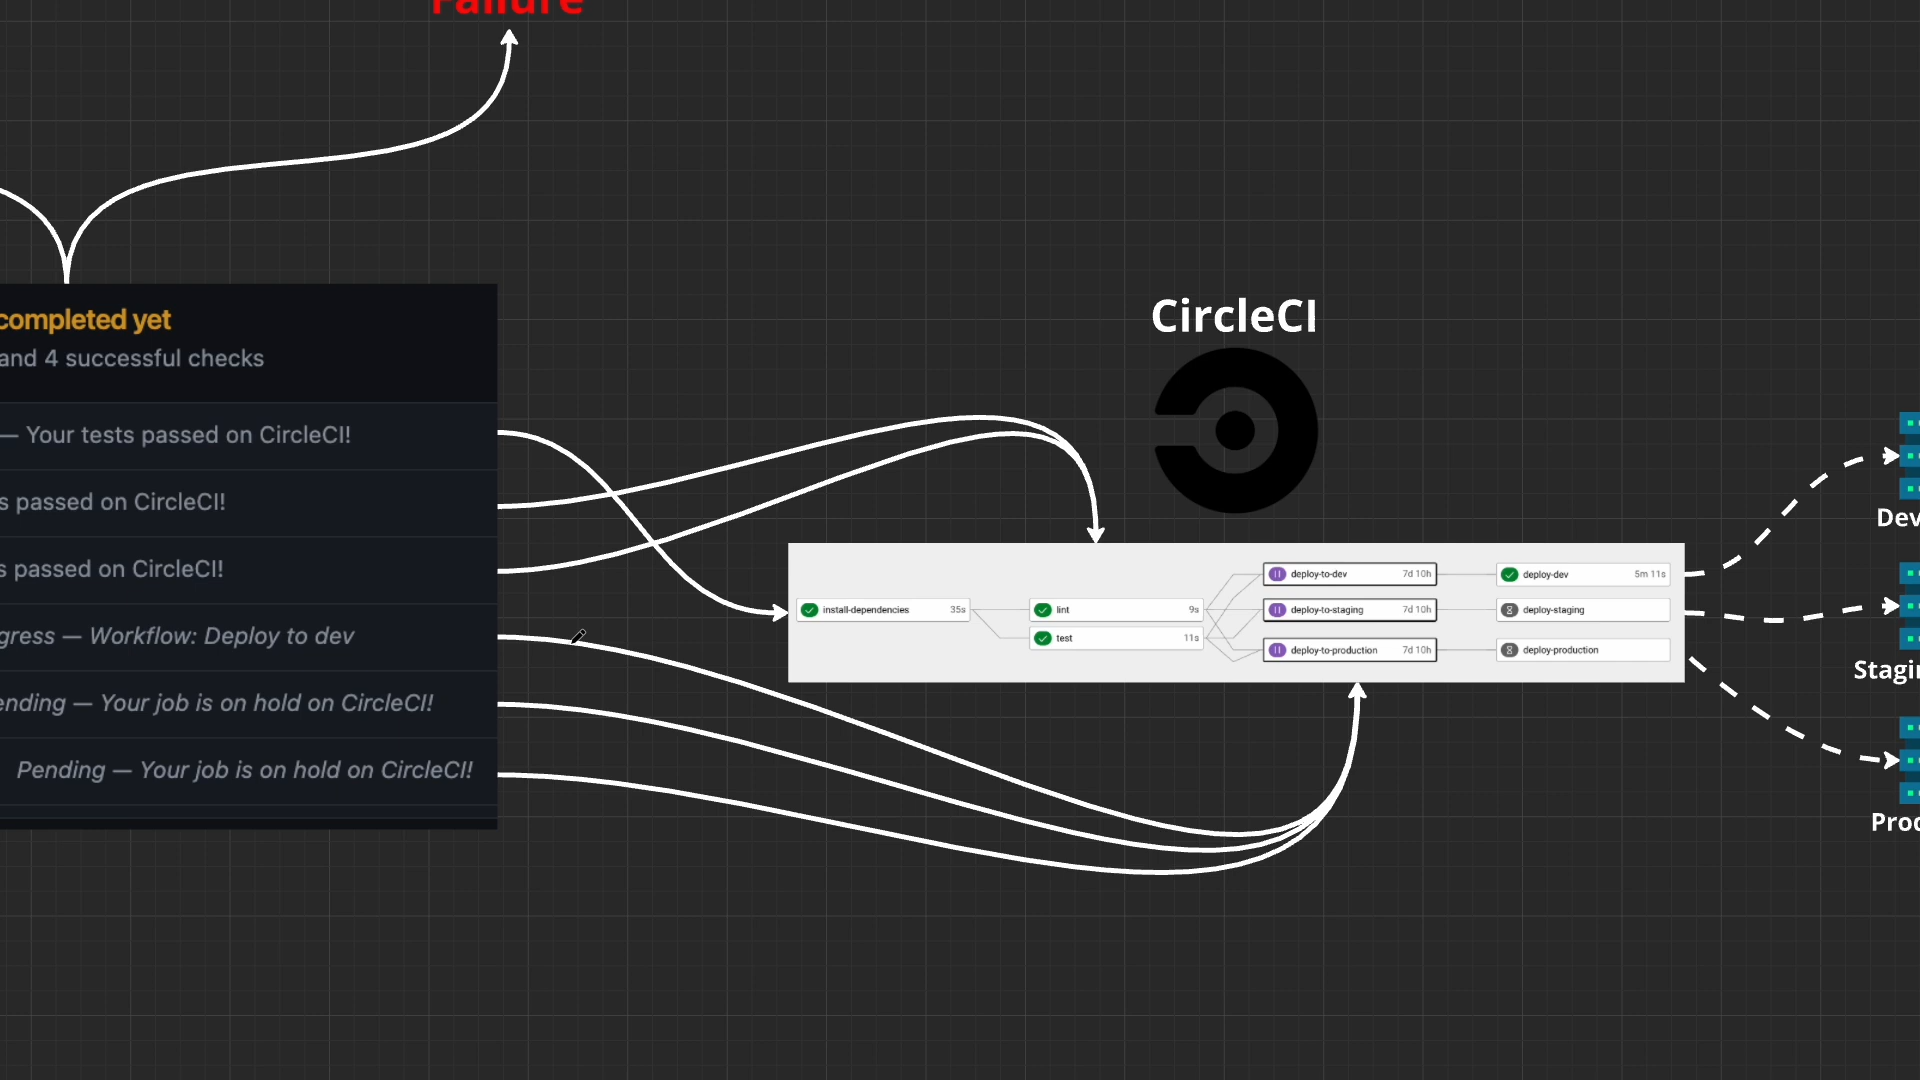 Failure
completed yet
and 4 successful checks
— Your tests passed on CircleCI!
s passed on CircleCI!
s passed on CircleCI!
gress — Workflow: Deploy to dev
ending — Your job is on hold on CircleCI!
Pending — Your job is on hold on CircleCI!
CircleCI
install-dependencies 35s
lint 9s
test 11s
deploy-to-dev 7d 10h
deploy-to-staging 7d 10h
deploy-to-production 7d 10h
deploy-dev 5m 11s
deploy-staging
deploy-production
Dev
Stagin
Prod